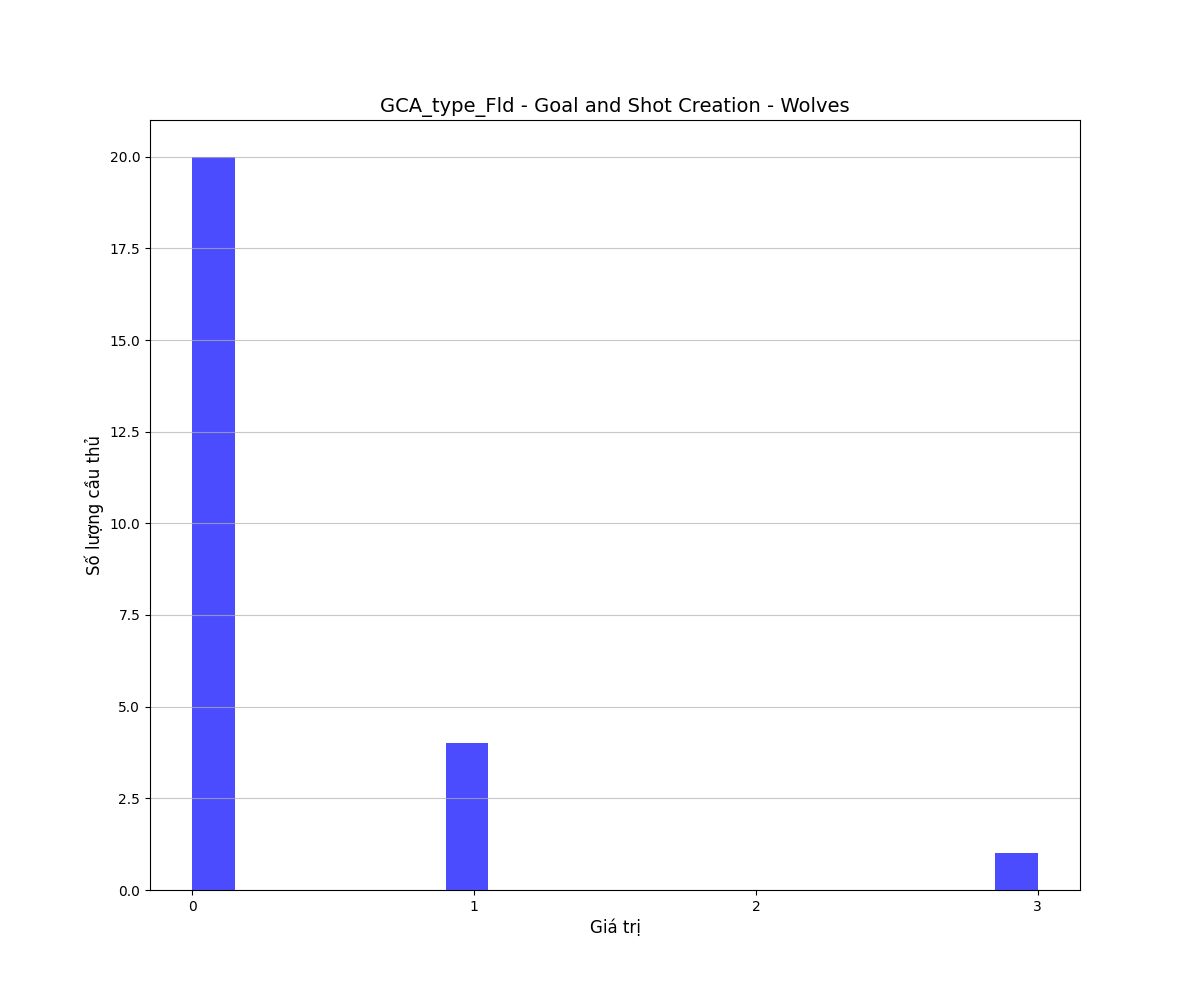 GCA_type_Fld - Goal and Shot Creation - Wolves
20.0
17.5
15.0
12.5
10.0
7.5
5.0
2.5
0.0
Số lượng cầu thủ
0 1 2 3
Giá trị